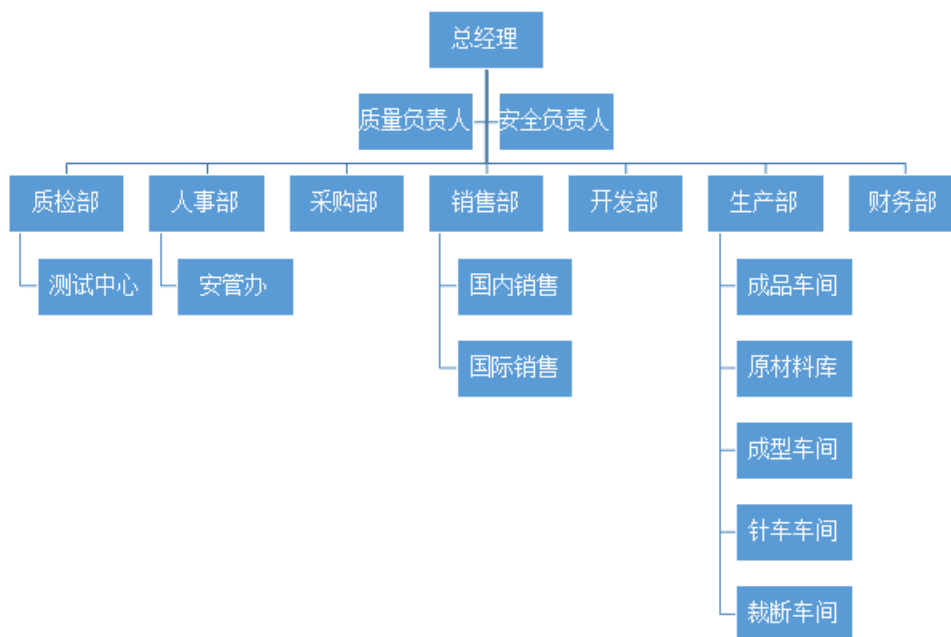 总经理
质量负责人
安全负责人
质检部
人事部
采购部
销售部
开发部
生产部
财务部
测试中心
安管办
国内销售
成品车间
国际销售
原材料库
成型车间
针车车间
裁断车间